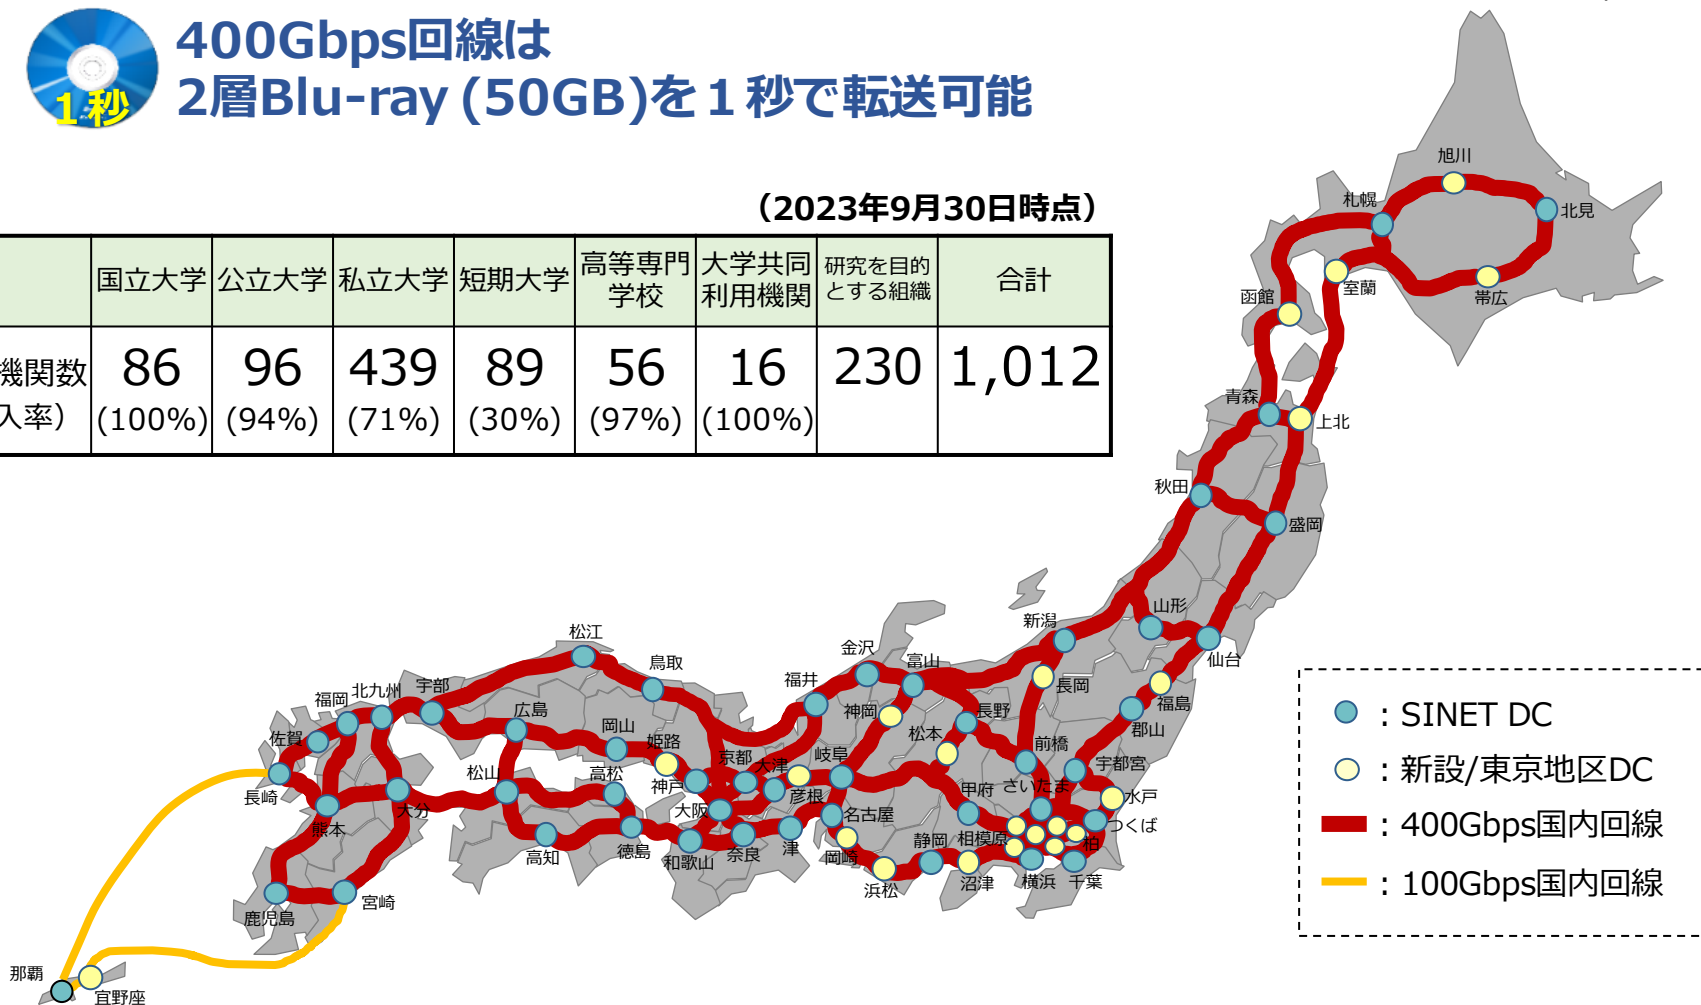 400Gbps回線は
2層Blu-ray (50GB)を１秒で転送可能
１秒
（2023年9月30日時点）
国立大学 公立大学 私立大学 短期大学 高等専門学校 大学共同利用機関 研究を目的とする組織 合計
機関数 86 96 439 89 56 16 230 1,012
入率） (100%) (94%) (71%) (30%) (97%) (100%)
旭川
札幌
北見
函館
室蘭
帯広
青森
上北
秋田
盛岡
山形
新潟
仙台
松江
金沢
富山
鳥取
福井
長岡
福島
北九州
宇部
福岡
広島
神岡
長野
郡山
岡山
松本
佐賀
姫路
京都
大津
岐阜
前橋
宇都宮
松山
高松
神戸
彦根
甲府
さいたま
水戸
長崎
大分
大阪
名古屋
つくば
熊本
静岡
相模原
柏
高知
徳島
和歌山
奈良
津
岡崎
浜松
沼津
横浜
千葉
鹿児島
宮崎
那覇
宜野座
：SINET DC
：新設/東京地区DC
：400Gbps国内回線
：100Gbps国内回線